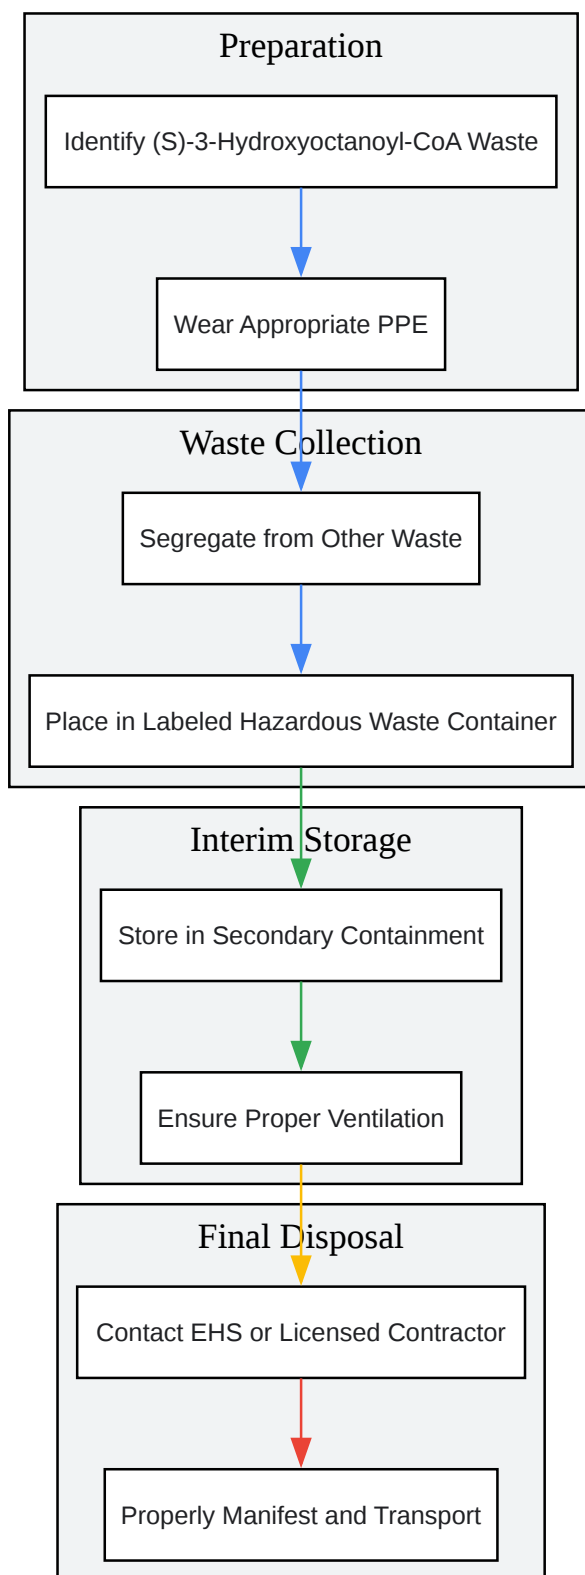 Preparation
Identify (S)-3-Hydroxyoctanoyl-CoA Waste
Wear Appropriate PPE
Waste Collection
Segregate from Other Waste
Place in Labeled Hazardous Waste Container
Interim Storage
Store in Secondary Containment
Ensure Proper Ventilation
Final Disposal
Contact EHS or Licensed Contractor
Properly Manifest and Transport